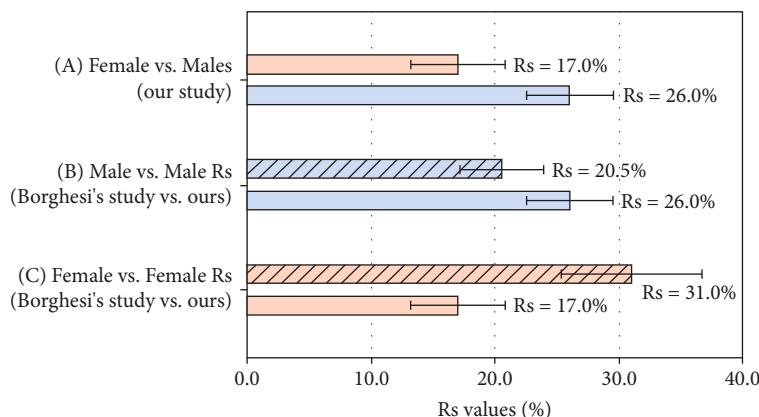 (A) Female vs. Males
(our study)
Rs = 17.0%
Rs = 26.0%
(B) Male vs. Male Rs
(Borghesi's study vs. ours)
Rs = 20.5%
Rs = 26.0%
(C) Female vs. Female Rs
(Borghesi's study vs. ours)
Rs = 31.0%
Rs = 17.0%
0.0 10.0 20.0 30.0 40.0
Rs values (%)